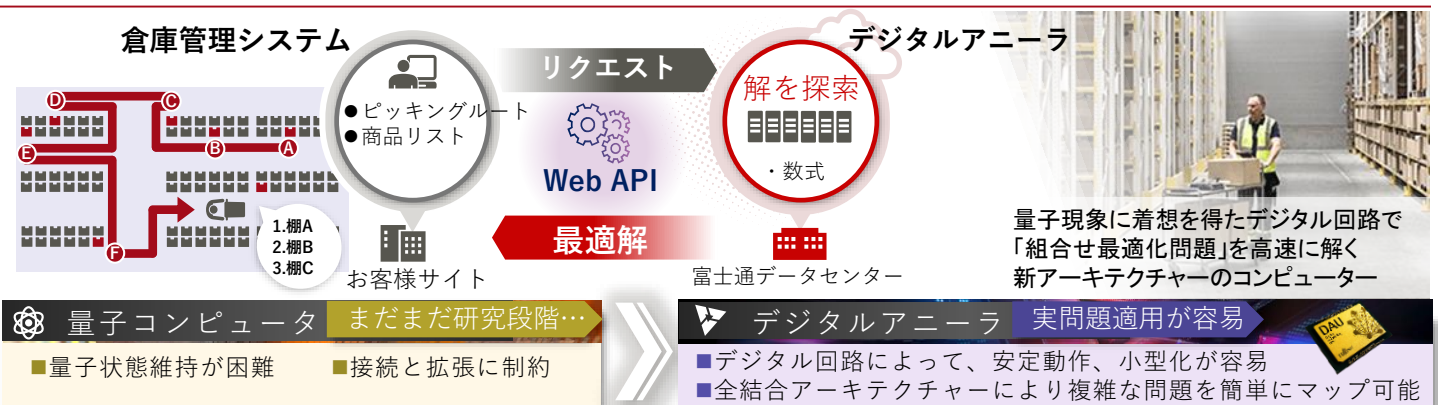 倉庫管理システム
D
C
E
B
A
F
1.棚A
2.棚B
3.棚C
●ピッキングルート
●商品リスト
お客様サイト
リクエスト
Web API
最適解
デジタルアニーラ
解を探索
・数式
富士通データセンター
量子現象に着想を得たデジタル回路で
「組合せ最適化問題」を高速に解く
新アーキテクチャーのコンピューター
量子コンピュータ まだまだ研究段階…
■量子状態維持が困難 ■接続と拡張に制約
デジタルアニーラ 実問題適用が容易
DAU
■デジタル回路によって、安定動作、小型化が容易
■全結合アーキテクチャーにより複雑な問題を簡単にマップ可能